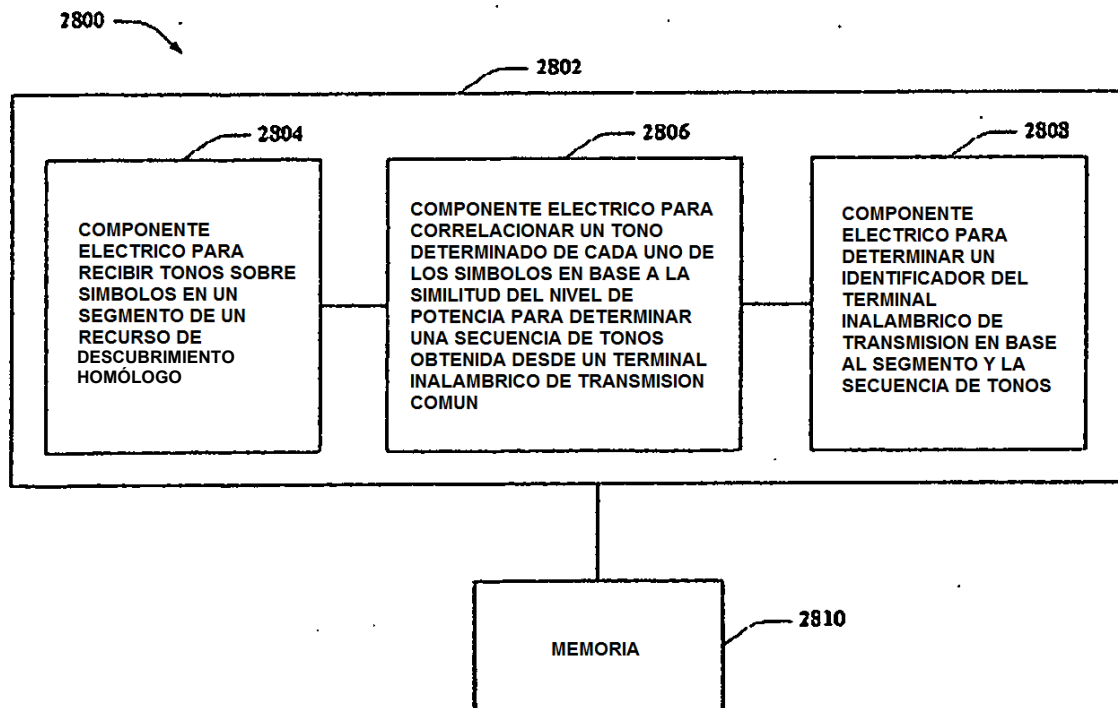 2800
2802
2804
COMPONENTE
ELECTRICO PARA
RECIBIR TONOS SOBRE
SIMBOLOS EN UN
SEGMENTO DE UN
RECURSO DE
DESCUBRIMIENTO
HOMÓLOGO
2806
COMPONENTE ELECTRICO PARA
CORRELACIONAR UN TONO
DETERMINADO DE CADA UNO DE
LOS SIMBOLOS EN BASE A LA
SIMILITUD DEL NIVEL DE
POTENCIA PARA DETERMINAR
UNA SECUENCIA DE TONOS
OBTENIDA DESDE UN TERMINAL
INALAMBRICO DE TRANSMISION
COMUN
2808
COMPONENTE
ELECTRICO PARA
DETERMINAR UN
IDENTIFICADOR DEL
TERMINAL
INALAMBRICO DE
TRANSMISION EN BASE
AL SEGMENTO Y LA
SECUENCIA DE TONOS
2810
MEMORIA